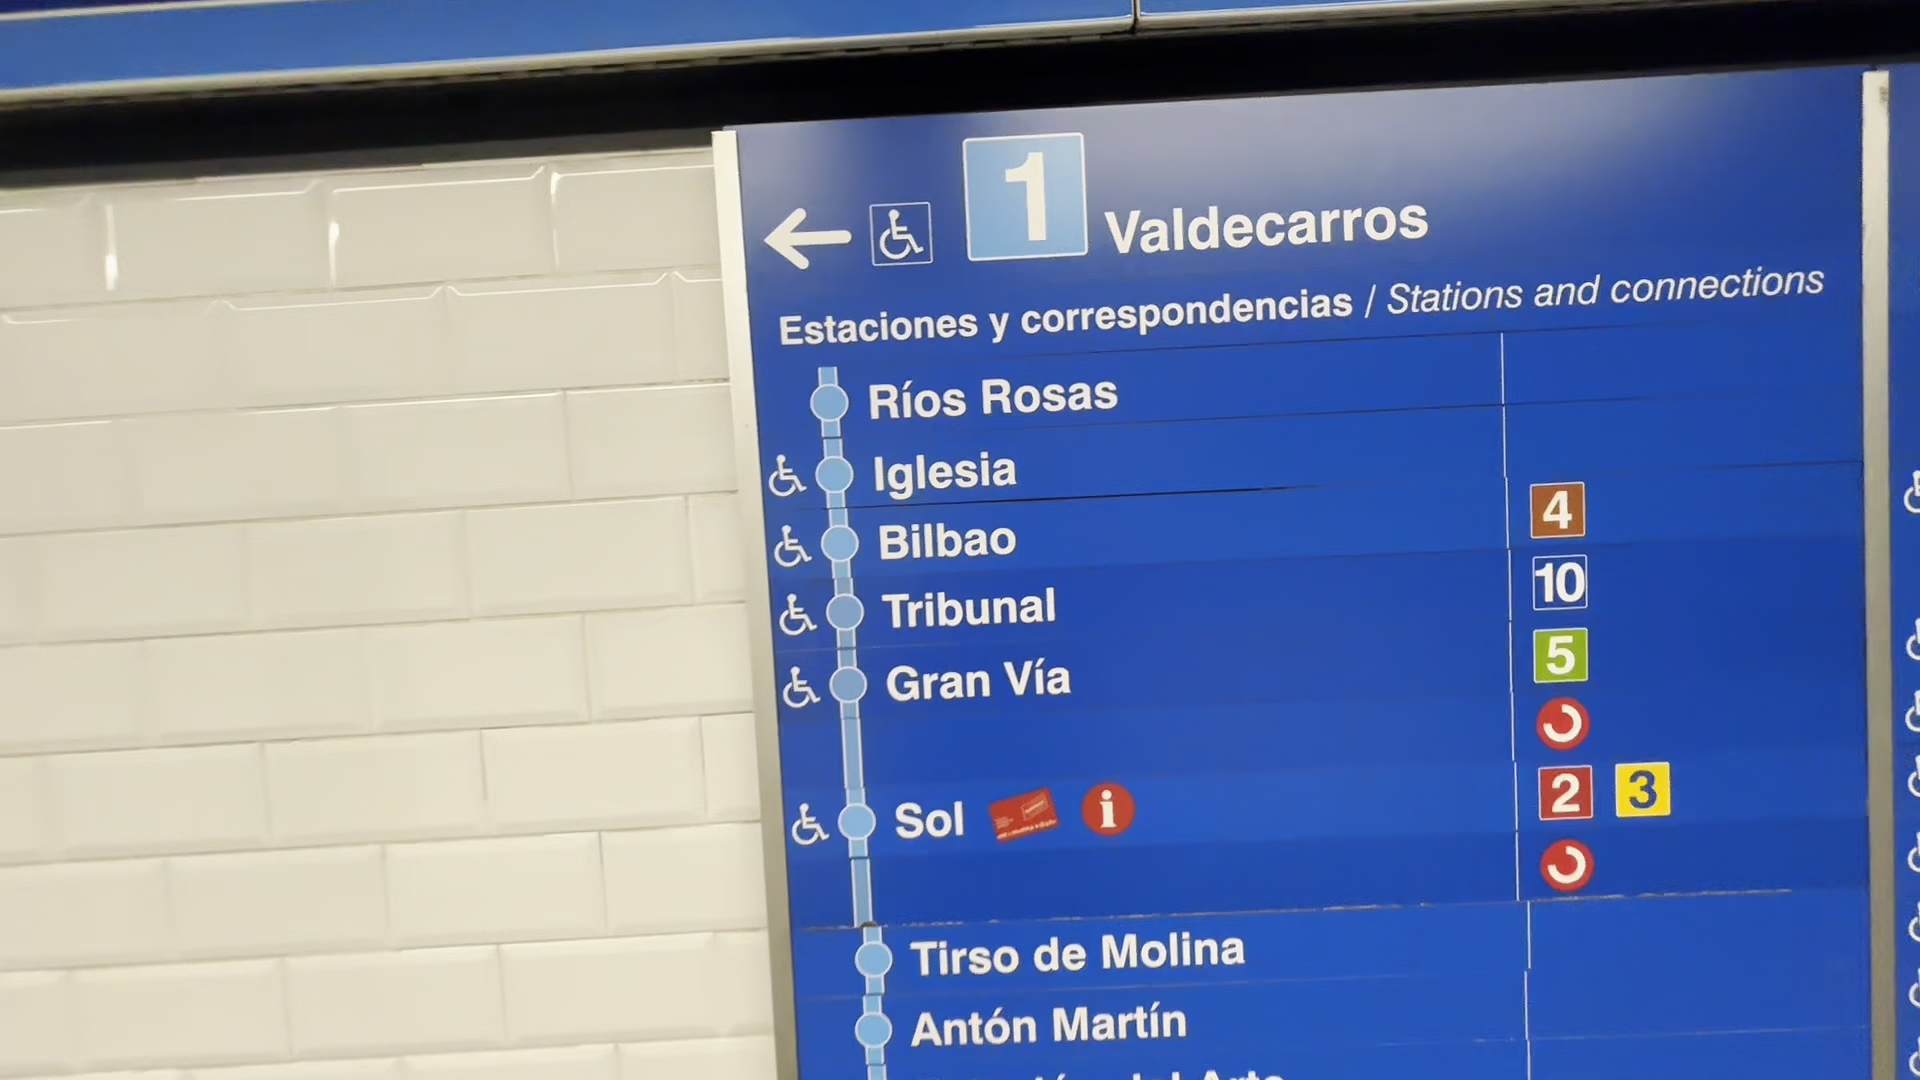 1 Valdecarros
Estaciones y correspondencias / Stations and connections
Ríos Rosas
Iglesia
Bilbao 4
Tribunal 10
Gran Vía 5
Sol i 2 3
Tirso de Molina
Antón Martín